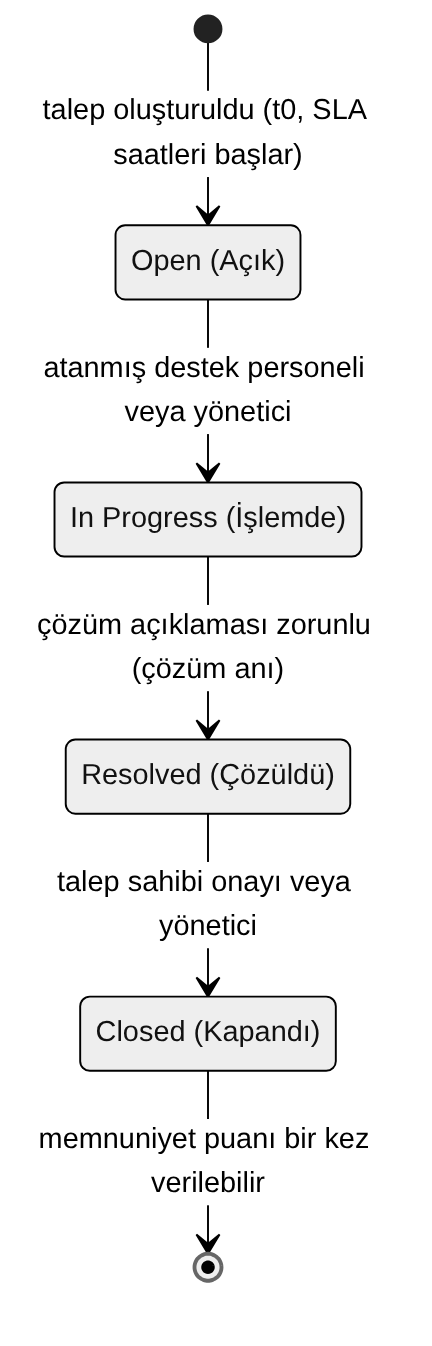 talep oluşturuldu (t0, SLA
saatleri başlar)
Open (Açık)
atanmış destek personeli
veya yönetici
In Progress (İşlemde)
çözüm açıklaması zorunlu
(çözüm anı)
Resolved (Çözüldü)
talep sahibi onayı veya
yönetici
Closed (Kapandı)
memnuniyet puanı bir kez
verilebilir